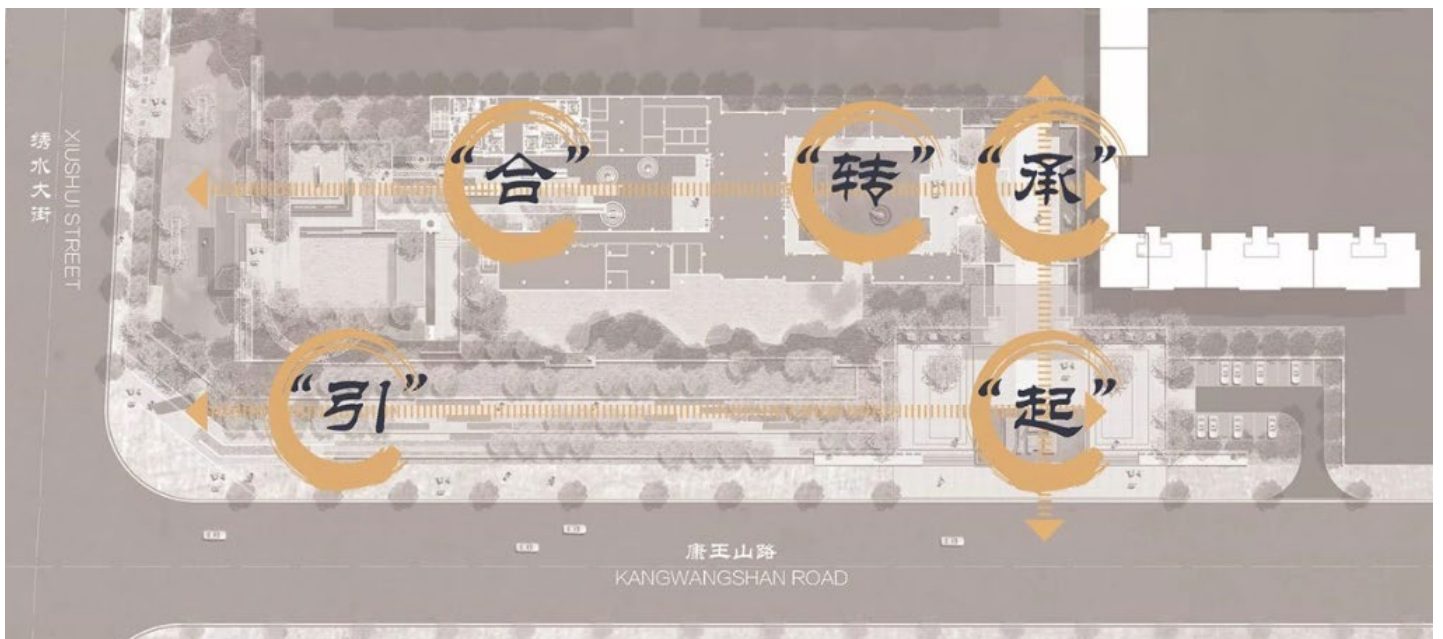 绣水大街
XIUSHUI STREET
“合”
“转”
“承”
“引”
“起”
康王山路
KANGWANGSHAN ROAD